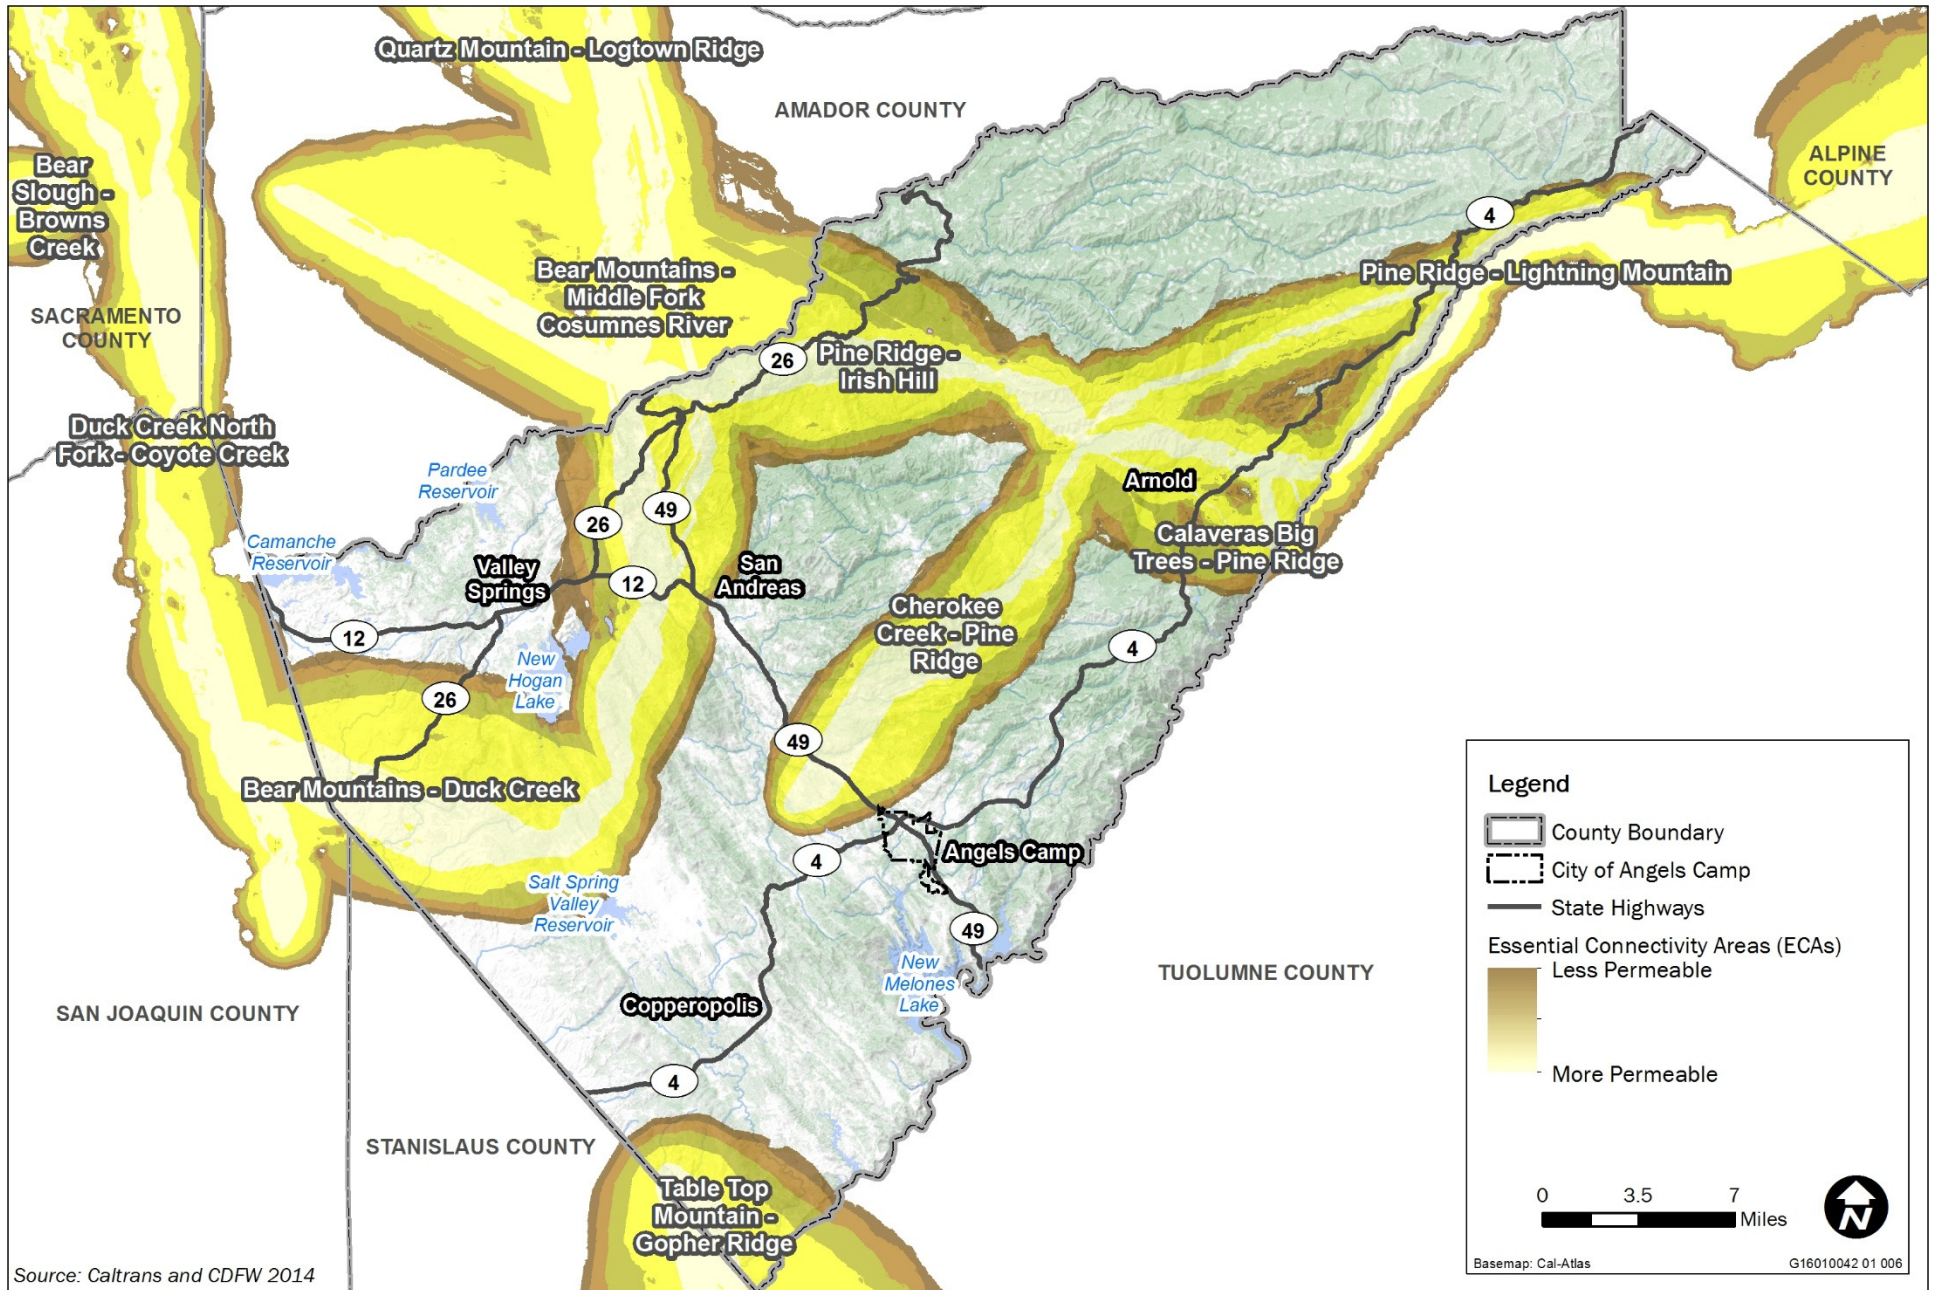 Quartz Mountain - Logtown Ridge
AMADOR COUNTY
ALPINE
COUNTY
Bear
Slough -
Browns
Creek
SACRAMENTO
COUNTY
4
Bear Mountains -
Middle Fork
Cosumnes River
Pine Ridge - Lightning Mountain
26
Pine Ridge -
Irish Hill
Duck Creek North
Fork - Coyote Creek
Pardee
Reservoir
Arnold
26
49
Camanche
Reservoir
Calaveras Big
Trees - Pine Ridge
Valley
Springs
12
San
Andreas
12
Cherokee
Creek - Pine
Ridge
4
New
Hogan
Lake
26
49
Bear Mountains - Duck Creek
4
Angels Camp
Salt Spring
Valley
Reservoir
49
New
Melones
Lake
TUOLUMNE COUNTY
Copperopolis
SAN JOAQUIN COUNTY
4
STANISLAUS COUNTY
Table Top
Mountain -
Gopher Ridge
Source: Caltrans and CDFW 2014
Legend
County Boundary
City of Angels Camp
State Highways
Essential Connectivity Areas (ECAs)
Less Permeable
More Permeable
0 3.5 7
Miles
N
Basemap: Cal-Atlas
G16010042 01 006